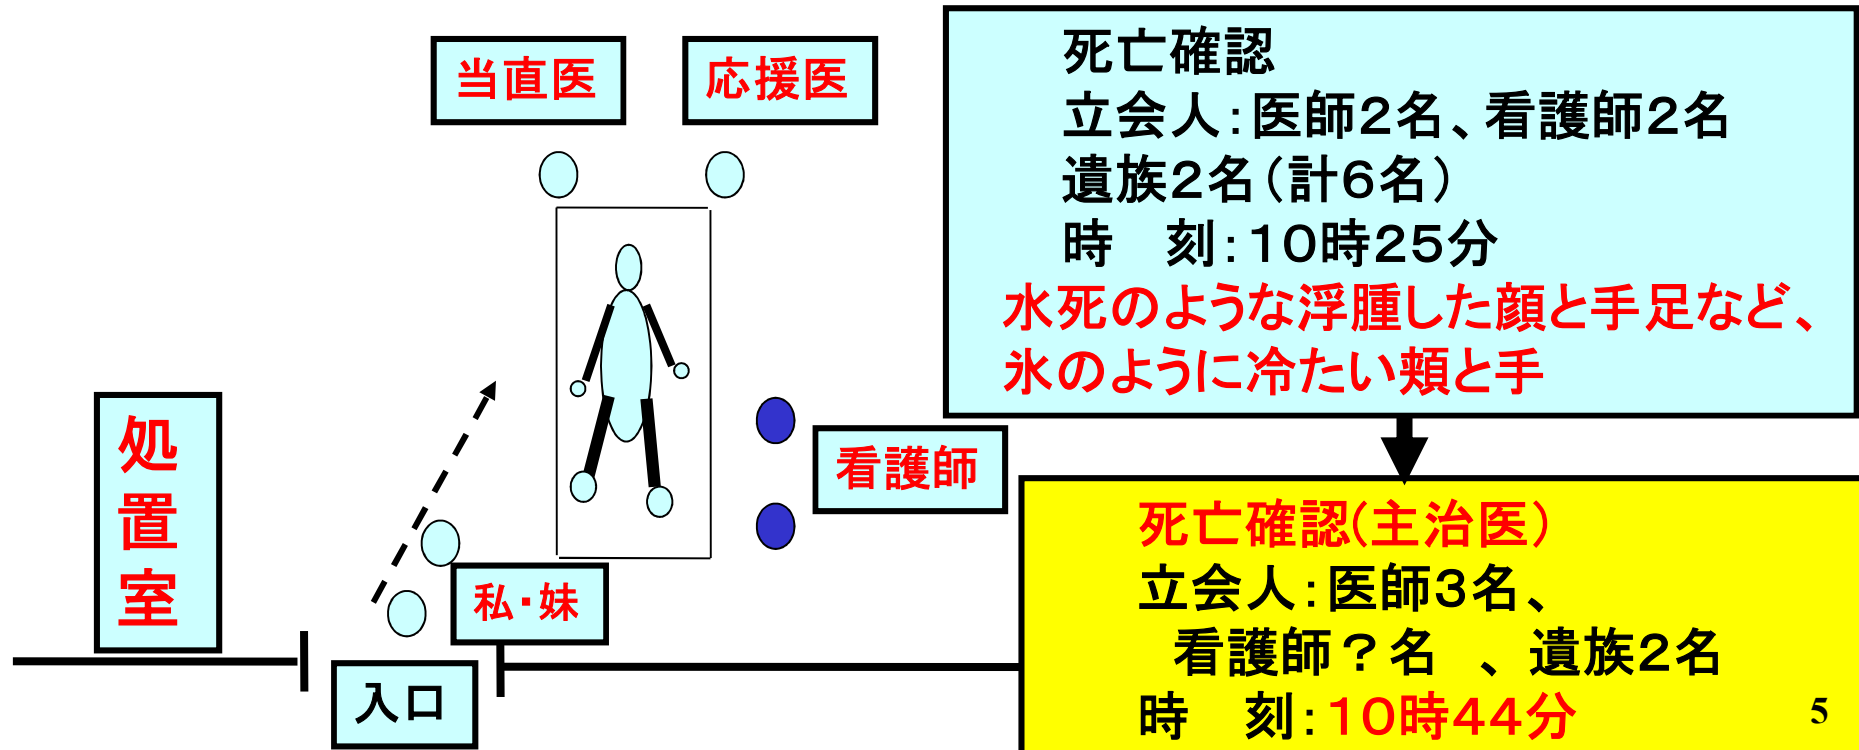 当直医
応援医
死亡確認
立会人：医師２名、看護師２名
遺族２名（計６名）
時　刻：１０時２５分
水死のような浮腫した顔と手足など、
氷のように冷たい頬と手
処置室
看護師
私・妹
入口
死亡確認（主治医）
立会人：医師３名、
看護師？名　、遺族２名
時　刻：１０時４４分
5